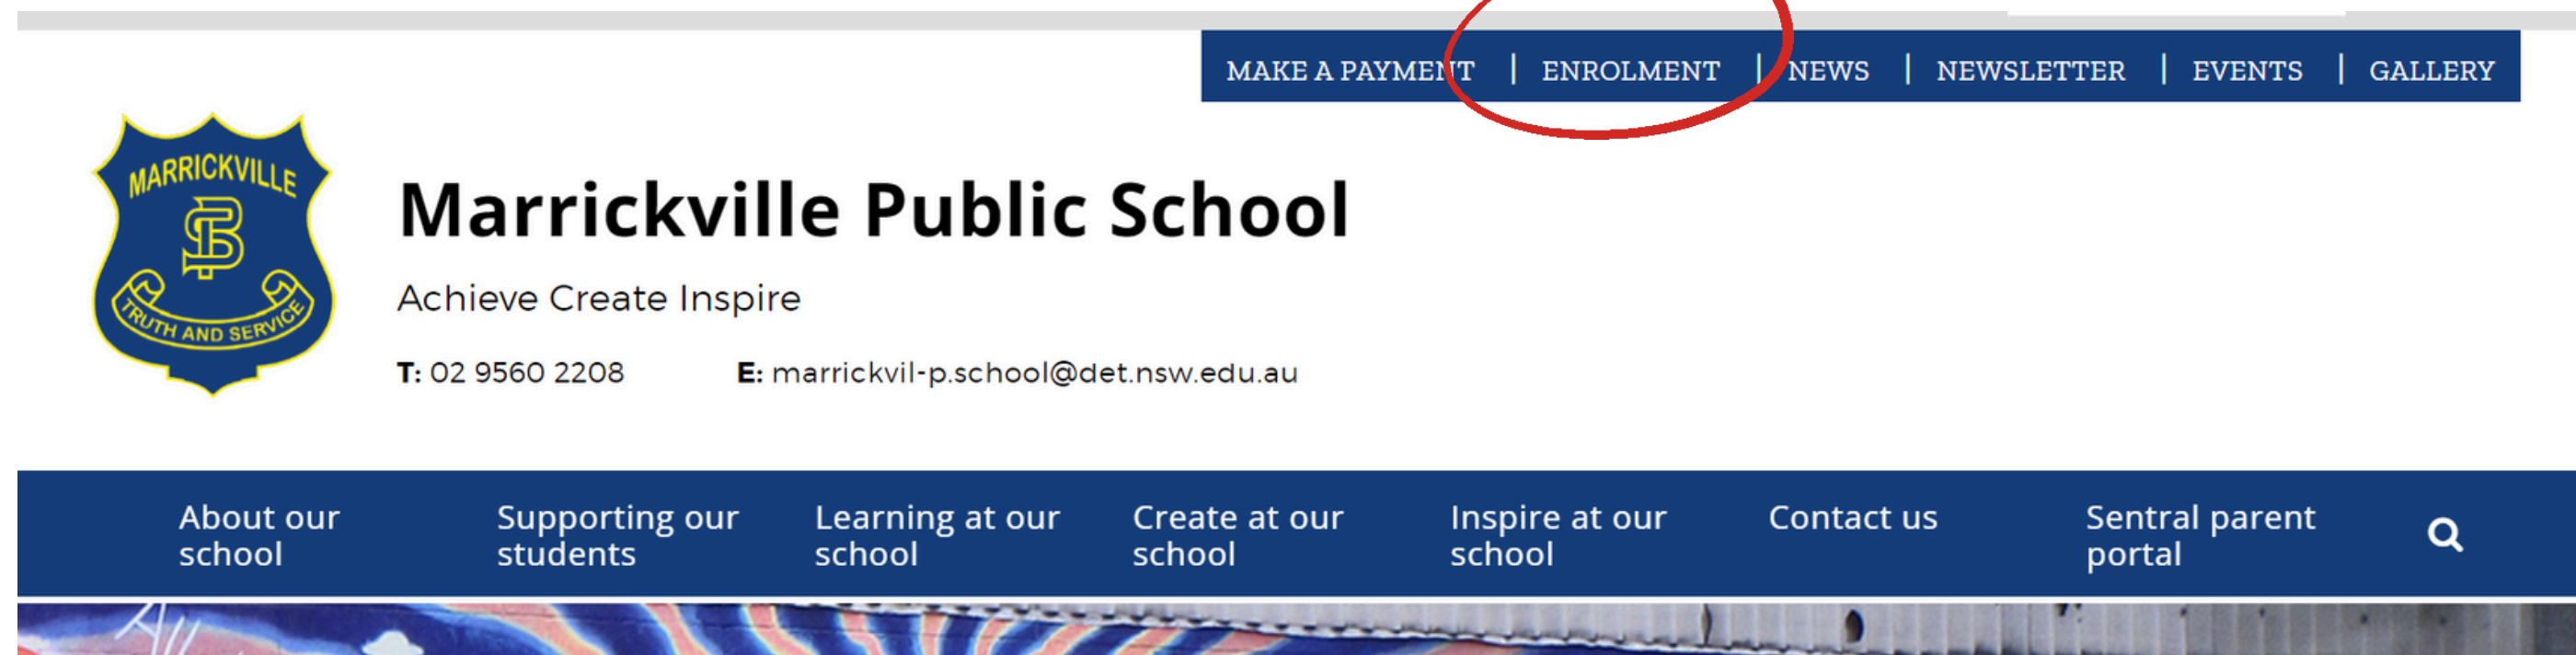 MAKE A PAYMENT | ENROLMENT | NEWS | NEWSLETTER | EVENTS | GALLERY
MARRICKVILLE
TRUTH AND SERVICE
Marrickville Public School
Achieve Create Inspire
T: 02 9560 2208 E: marrickvil-p.school@det.nsw.edu.au
About our school
Supporting our students
Learning at our school
Create at our school
Inspire at our school
Contact us
Sentral parent portal
All